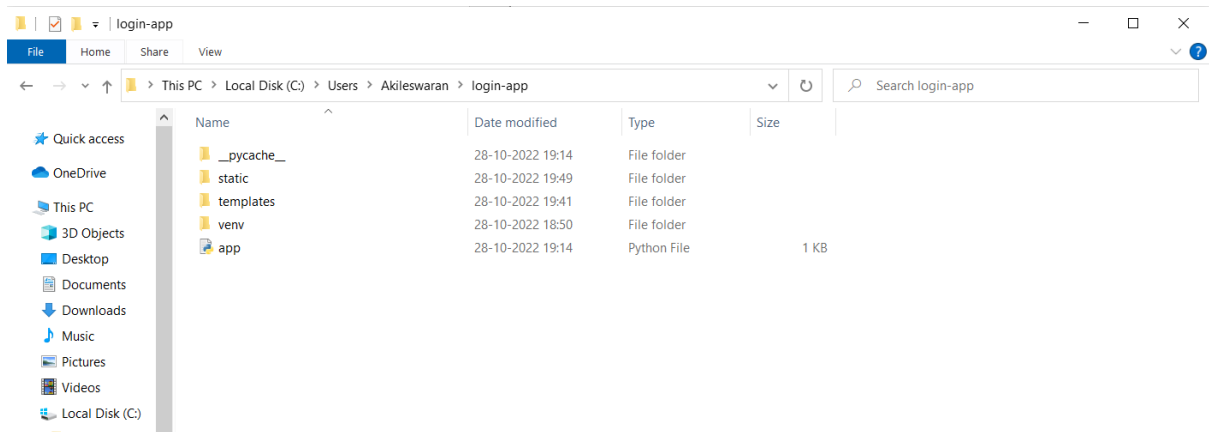 login-app
File Home Share View
This PC > Local Disk (C:) > Users > Akileswaran > login-app Search login-app
Name Date modified Type Size
Quick access
__pycache__ 28-10-2022 19:14 File folder
OneDrive
static 28-10-2022 19:49 File folder
This PC
templates 28-10-2022 19:41 File folder
3D Objects
venv 28-10-2022 18:50 File folder
Desktop
app 28-10-2022 19:14 Python File 1 KB
Documents
Downloads
Music
Pictures
Videos
Local Disk (C:)